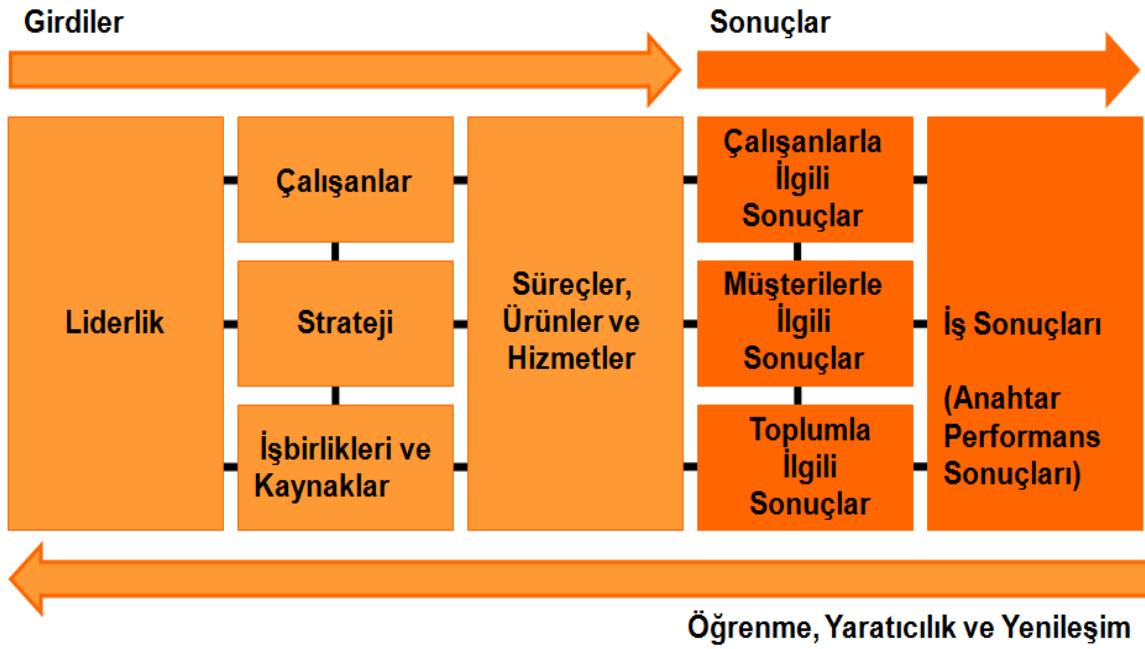 Girdiler
Sonuçlar
Liderlik
Çalışanlar
Strateji
İşbirlikleri ve
Kaynaklar
Süreçler,
Ürünler ve
Hizmetler
Çalışanlarla
İlgili
Sonuçlar
Müşterilerle
İlgili
Sonuçlar
Toplumla
İlgili
Sonuçlar
İş Sonuçları
(Anahtar
Performans
Sonuçları)
Öğrenme, Yaratıcılık ve Yenileşim